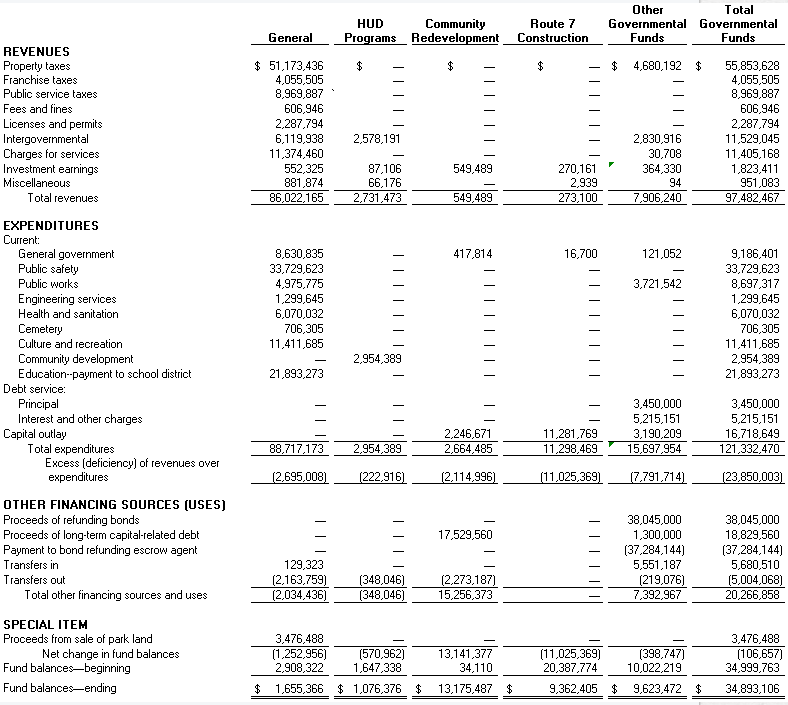 Other Total
HUD Community Route 7 Governmental Governmental
General Programs Redevelopment Construction Funds Funds
REVENUES
Property taxes $ 51,173,436 $ — $ — $ — $ 4,680,192 $ 55,853,628
Franchise taxes 4,055,505 — — — — 4,055,505
Public service taxes 8,969,887 — — — — 8,969,887
Fees and fines 606,946 — — — — 606,946
Licenses and permits 2,287,794 — — — — 2,287,794
Intergovernmental 6,119,938 2,578,191 — — 2,830,916 11,529,045
Charges for services 11,374,460 — — — 30,708 11,405,168
Investment earnings 552,325 87,106 549,489 270,161 364,330 1,823,411
Miscellaneous 881,874 66,176 — 2,939 94 951,083
Total revenues 86,022,165 2,731,473 549,489 273,100 7,906,240 97,482,467
EXPENDITURES
Current:
General government 8,630,835 — 417,814 16,700 121,052 9,186,401
Public safety 33,729,623 — — — — 33,729,623
Public works 4,975,775 — — — 3,721,542 8,697,317
Engineering services 1,299,645 — — — — 1,299,645
Health and sanitation 6,070,032 — — — — 6,070,032
Cemetery 706,305 — — — — 706,305
Culture and recreation 11,411,685 — — — — 11,411,685
Community development — 2,954,389 — — — 2,954,389
Education--payment to school district 21,893,273 — — — — 21,893,273
Debt service:
Principal — — — — 3,450,000 3,450,000
Interest and other charges — — — — 5,215,151 5,215,151
Capital outlay — — 2,246,671 11,281,769 3,190,209 16,718,649
Total expenditures 88,717,173 2,954,389 2,664,485 11,298,469 15,697,954 121,332,470
Excess (deficiency) of revenues over
expenditures (2,695,008) (222,916) (2,114,996) (11,025,369) (7,791,714) (23,850,003)
OTHER FINANCING SOURCES (USES)
Proceeds of refunding bonds — — — — 38,045,000 38,045,000
Proceeds of long-term capital-related debt — — 17,529,560 — 1,300,000 18,829,560
Payment to bond refunding escrow agent — — — — (37,284,144) (37,284,144)
Transfers in 129,323 — — — 5,551,187 5,680,510
Transfers out (2,163,759) (348,046) (2,273,187) — (219,076) (5,004,068)
Total other financing sources and uses (2,034,436) (348,046) 15,256,373 — 7,392,967 20,266,858
SPECIAL ITEM
Proceeds from sale of park land 3,476,488 — — — — 3,476,488
Net change in fund balances (1,252,956) (570,962) 13,141,377 (11,025,369) (398,747) (106,657)
Fund balances—beginning 2,908,322 1,647,338 34,110 20,387,774 10,022,219 34,999,763
Fund balances—ending $ 1,655,366 $ 1,076,376 $ 13,175,487 $ 9,362,405 $ 9,623,472 $ 34,893,106